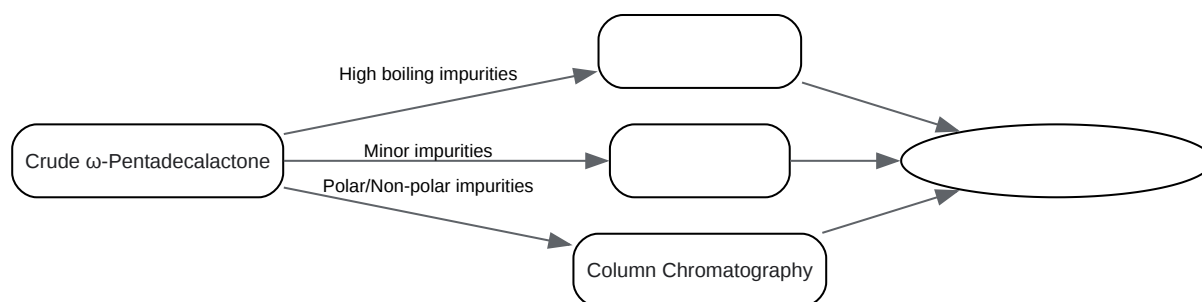 High boiling impurities
Crude ω-Pentadecalactone
Minor impurities
Polar/Non-polar impurities
Column Chromatography